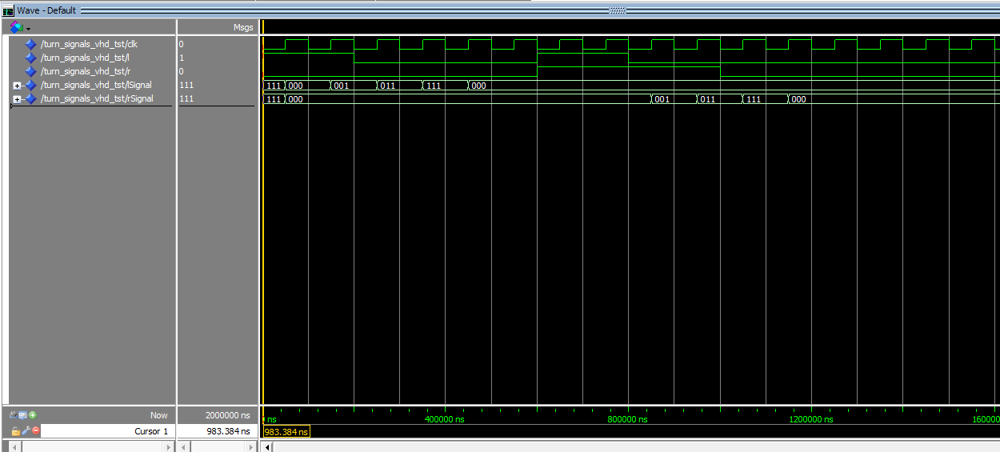 Wave - Default
Msgs
/turn_signals_vhd_tst/clk 0
/turn_signals_vhd_tst/l 1
/turn_signals_vhd_tst/r 0
/turn_signals_vhd_tst/lSignal 111 111 000 001 011 111 000
/turn_signals_vhd_tst/rSignal 111 111 000 001 011 111 000
Now 2000000 ns ns 400000 ns 800000 ns 1200000 ns 1600000
Cursor 1 983.384 ns 983.384 ns